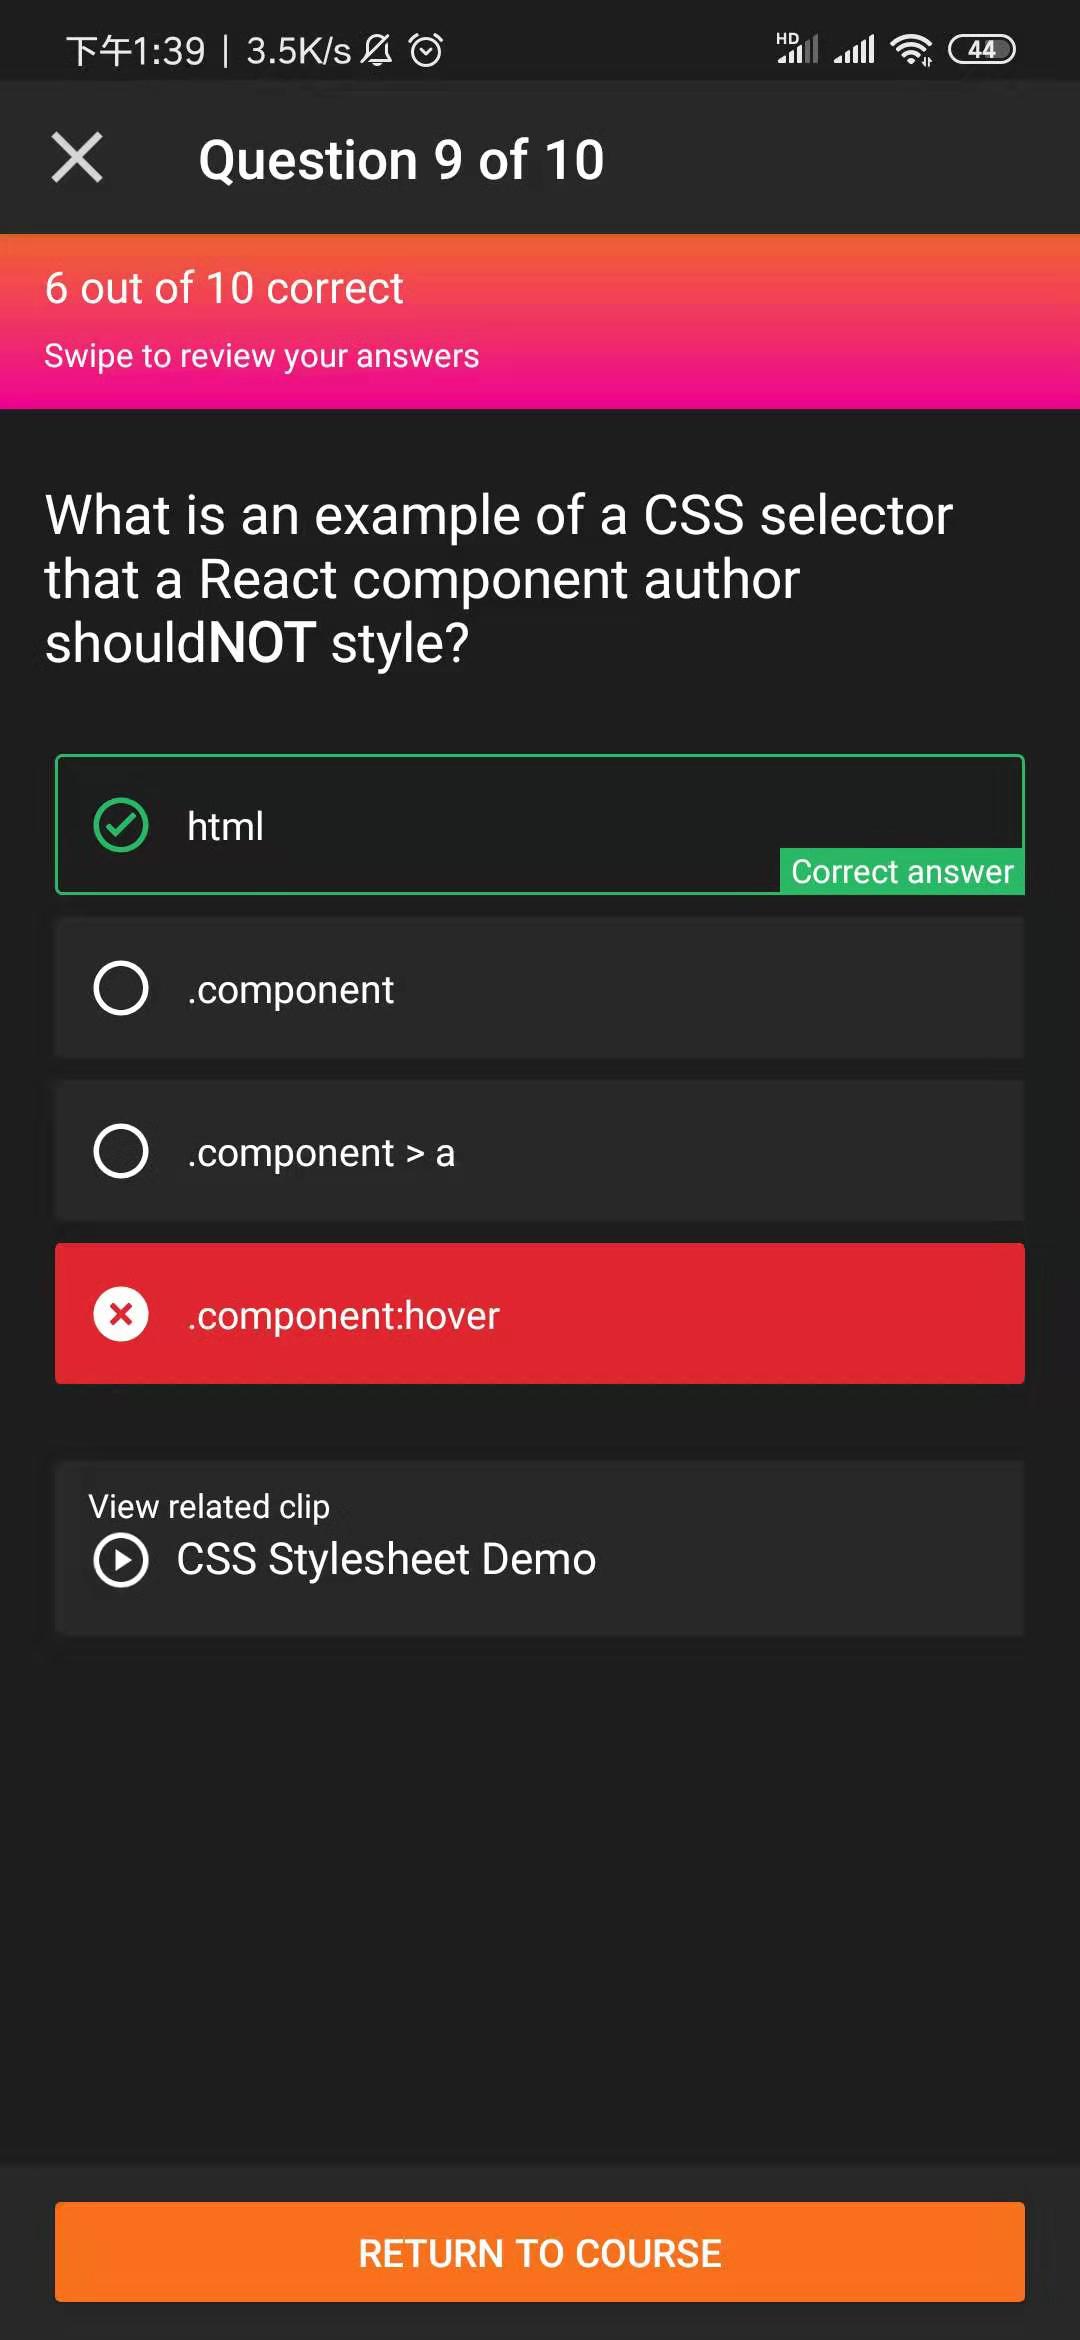 下午1:39 | 3.5K/s HD 44
Question 9 of 10
6 out of 10 correct
Swipe to review your answers
What is an example of a CSS selector
that a React component author
shouldNOT style?
html
Correct answer
.component
.component > a
.component:hover
View related clip
CSS Stylesheet Demo
RETURN TO COURSE